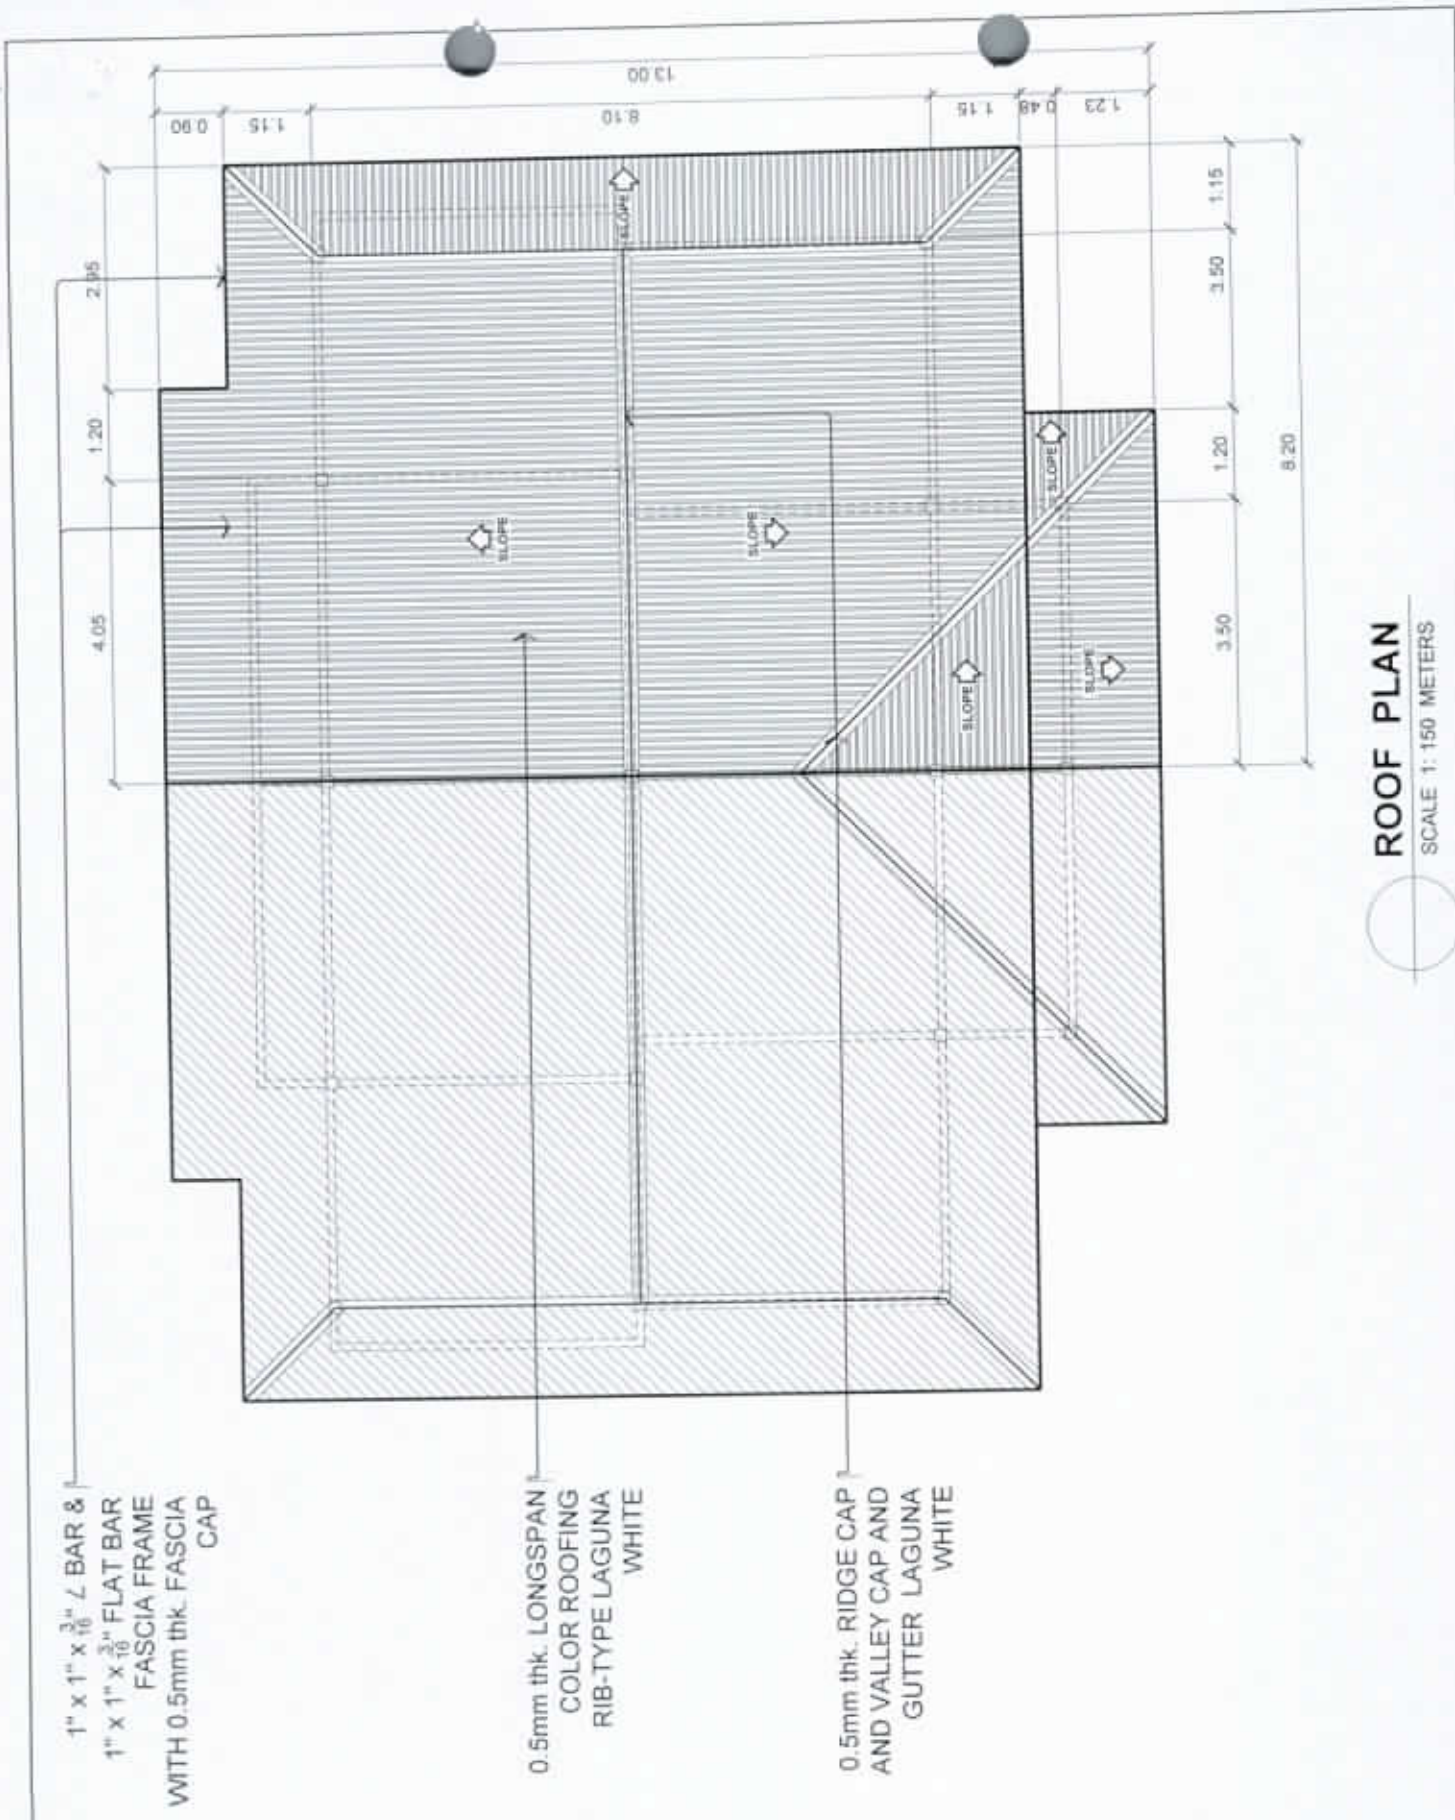 1" x 1" x 3/16" ∠ BAR &
1" x 1" x 3/16" FLAT BAR
FASCIA FRAME
WITH 0.5mm thk. FASCIA
CAP
0.5mm thk. LONGSPAN
COLOR ROOFING
RIB-TYPE LAGUNA
WHITE
0.5mm thk. RIDGE CAP
AND VALLEY CAP AND
GUTTER LAGUNA
WHITE
4.05
1.20
2.95
0.90
1.15
8.10
1.15
0.48
1.23
13.00
SLOPE
SLOPE
SLOPE
SLOPE
SLOPE
SLOPE
3.50
1.20
3.50
1.15
8.20
ROOF PLAN
SCALE 1: 150 METERS